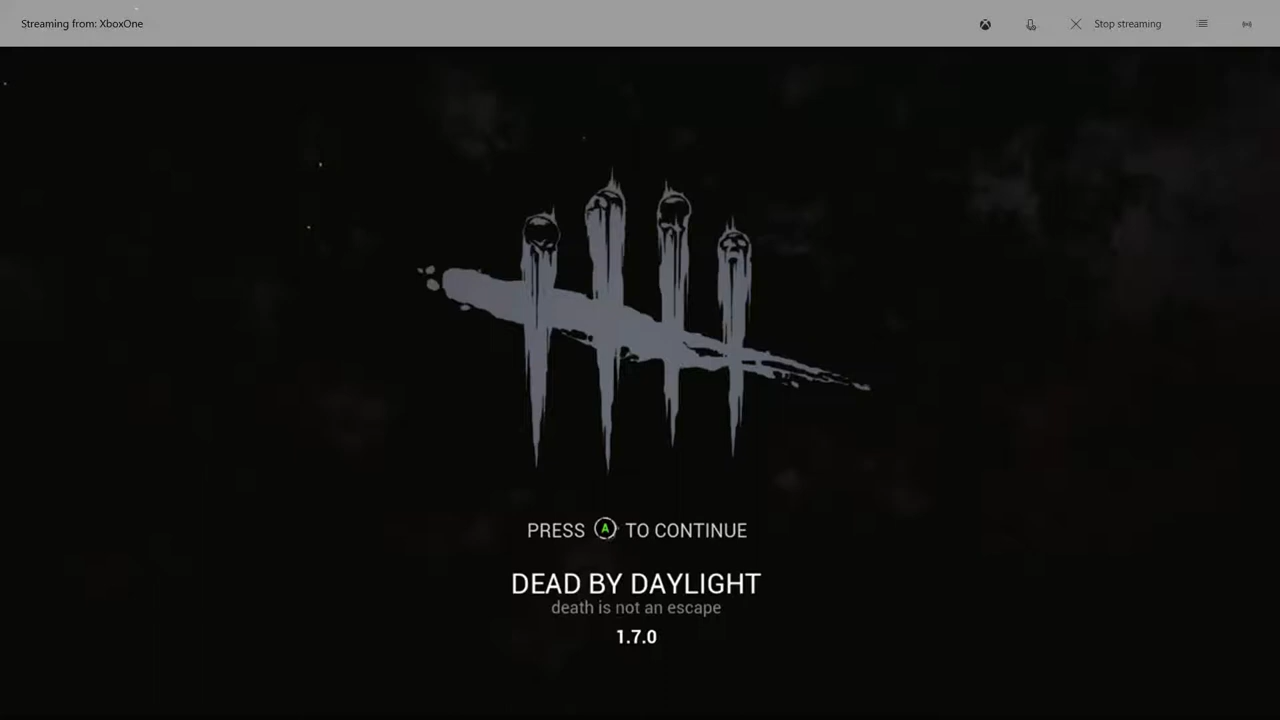 Streaming from: XboxOne
Stop streaming
PRESS A TO CONTINUE
DEAD BY DAYLIGHT
death is not an escape
1.7.0